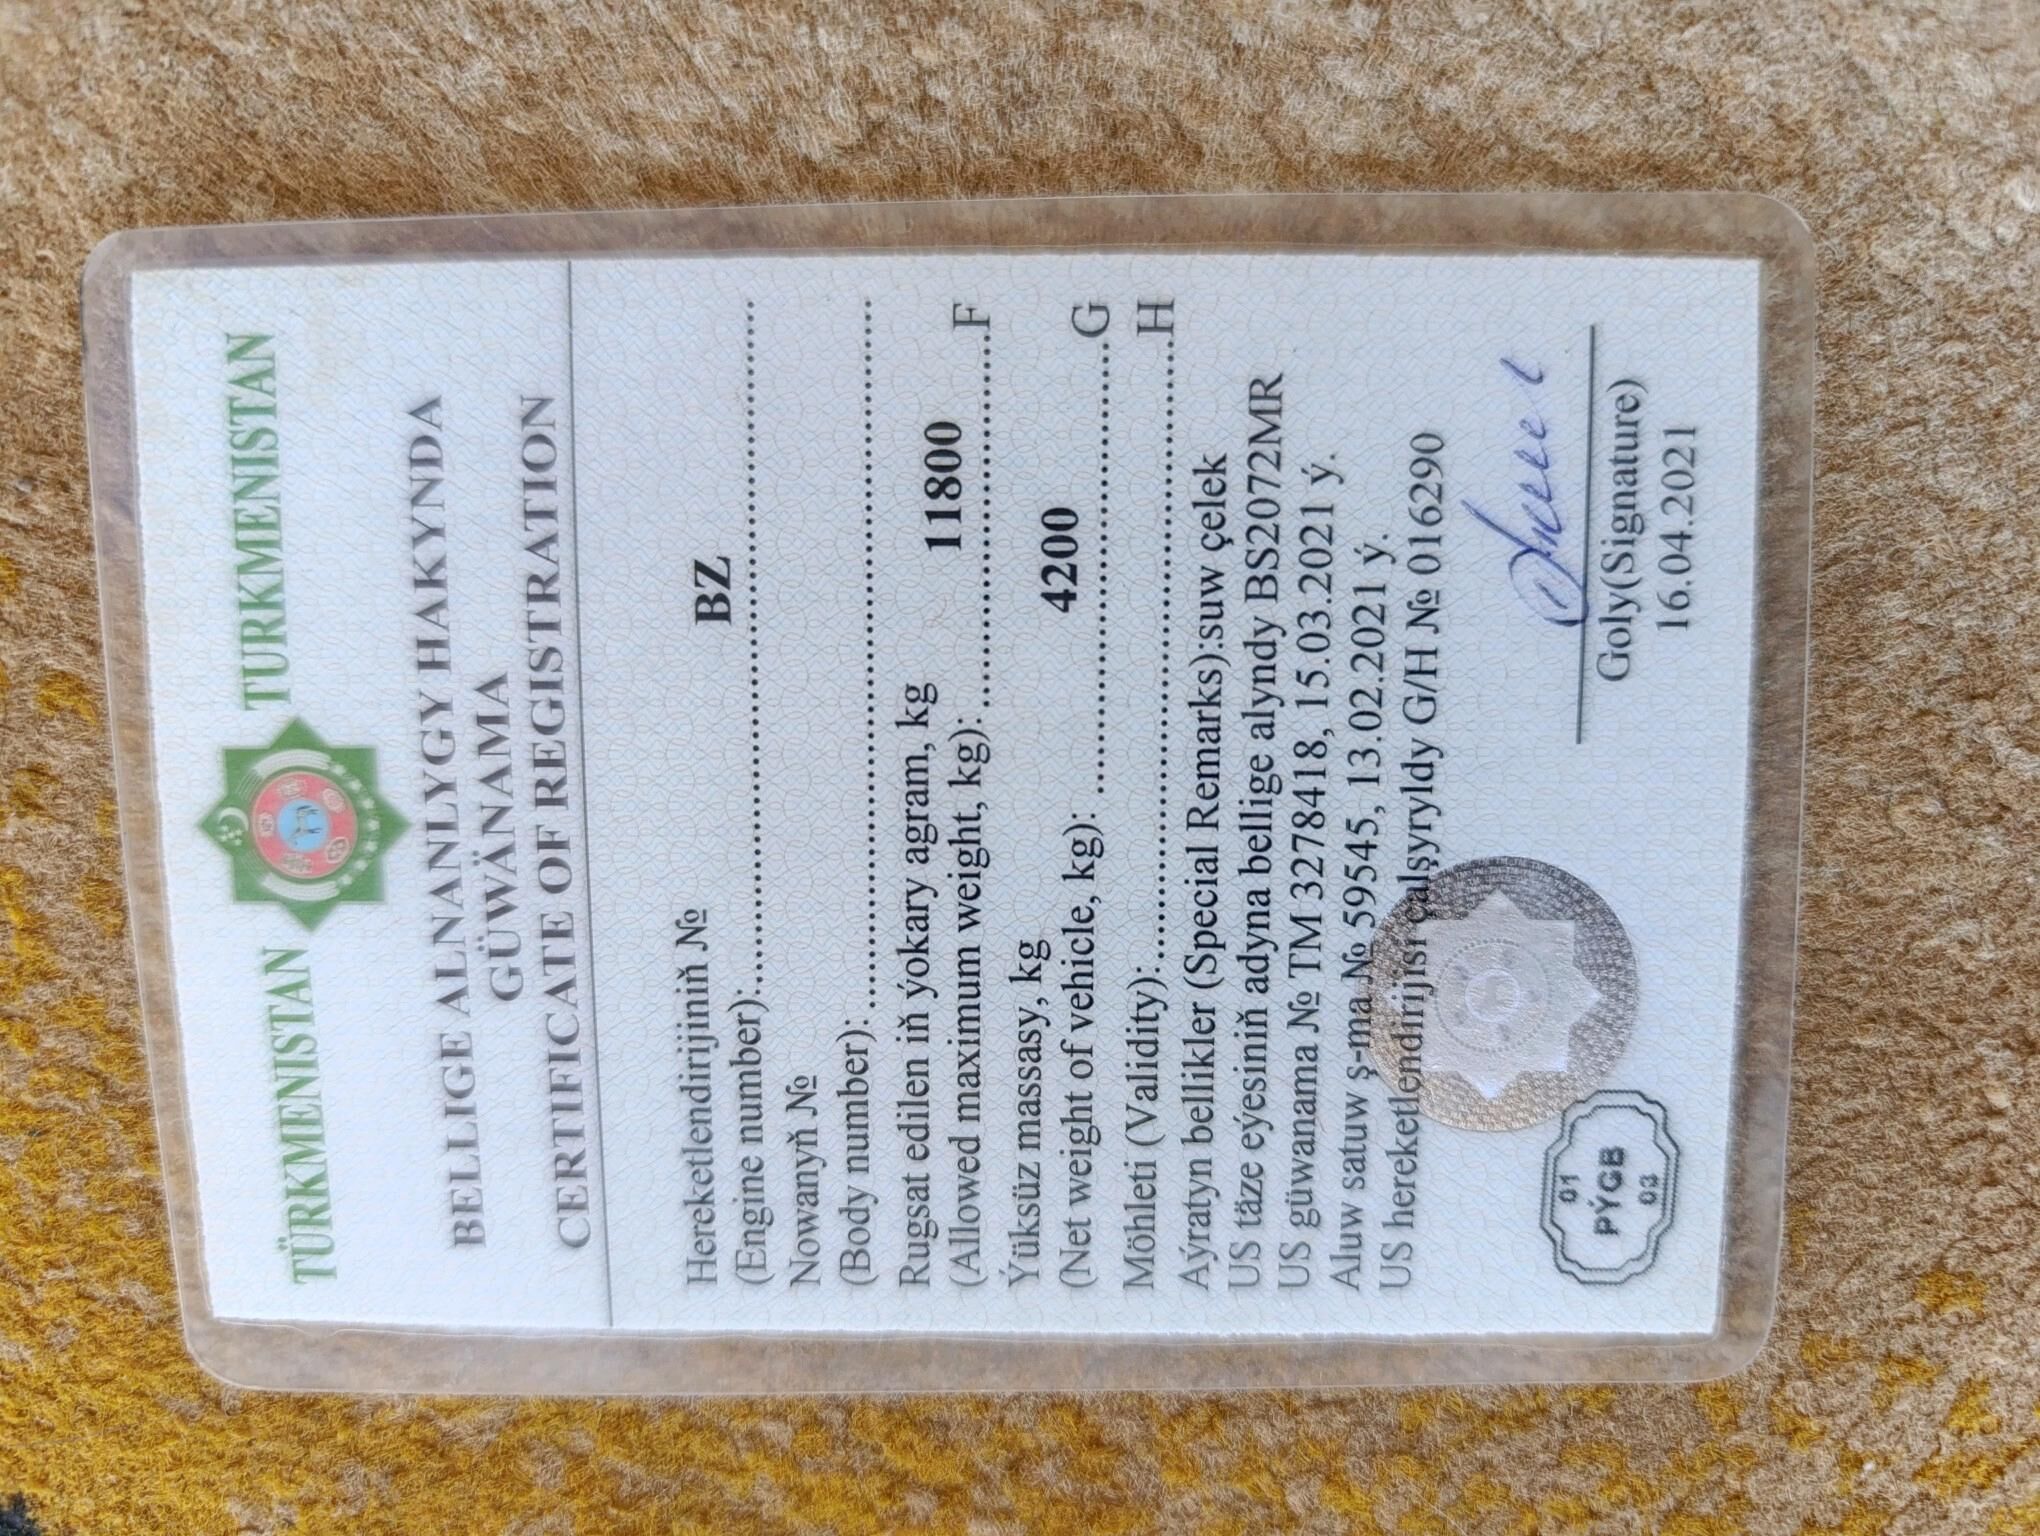 TÜRKMENISTAN TURKMENISTAN
BELLIGE ALNANLYGY HAKYNDA
GÜWÄNAMA
CERTIFICATE OF REGISTRATION
Hereketlendirijiniň №
(Engine number):........BZ........
Nowanyň №
(Body number):................
Rugsat edilen iň ýokary agram, kg
(Allowed maximum weight, kg):........11800........F
Ýüksüz massasy, kg
(Net weight of vehicle, kg):........4200........G
Möhleti (Validity):................H
Aýratyn bellikler (Special Remarks):suw çelek
US täze eýesiniň adyna bellige alyndy BS2072MR
US güwanama № TM 32784418, 15.03.2021 ý.
Aluw satuw ş-ma № 59545, 13.02.2021 ý.
US hereketlendirijisi çalşyryldy G/H № 016290
Goly(Signature)
16.04.2021
01
PÝGB
03